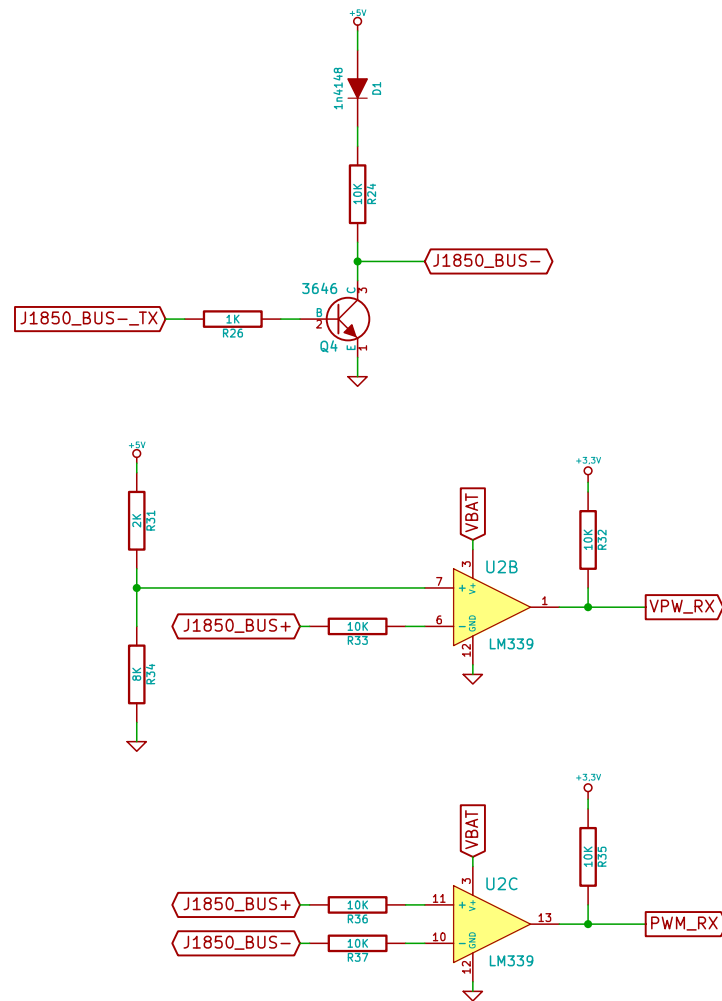 +5V
1n4148
D1
10K
R24
J1850_BUS-
3646
C
3
J1850_BUS-_TX
1K
R26
B
2
Q4
E
1
+5V
2K
R31
+3.3V
VBAT
10K
R32
3
U2B
7
+
V+
1
VPW_RX
J1850_BUS+
10K
R33
6
-
GND
12
LM339
8K
R34
+3.3V
VBAT
10K
R35
3
U2C
J1850_BUS+
10K
R36
11
+
V+
13
PWM_RX
J1850_BUS-
10K
R37
10
-
GND
12
LM339